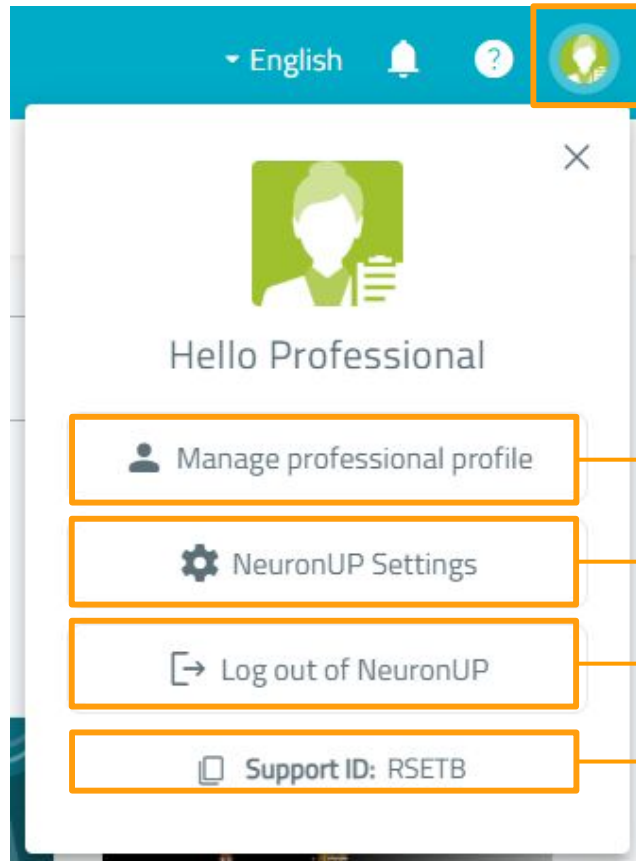 English
?
Hello Professional
Manage professional profile
NeuronUP Settings
Log out of NeuronUP
Support ID: RSETB